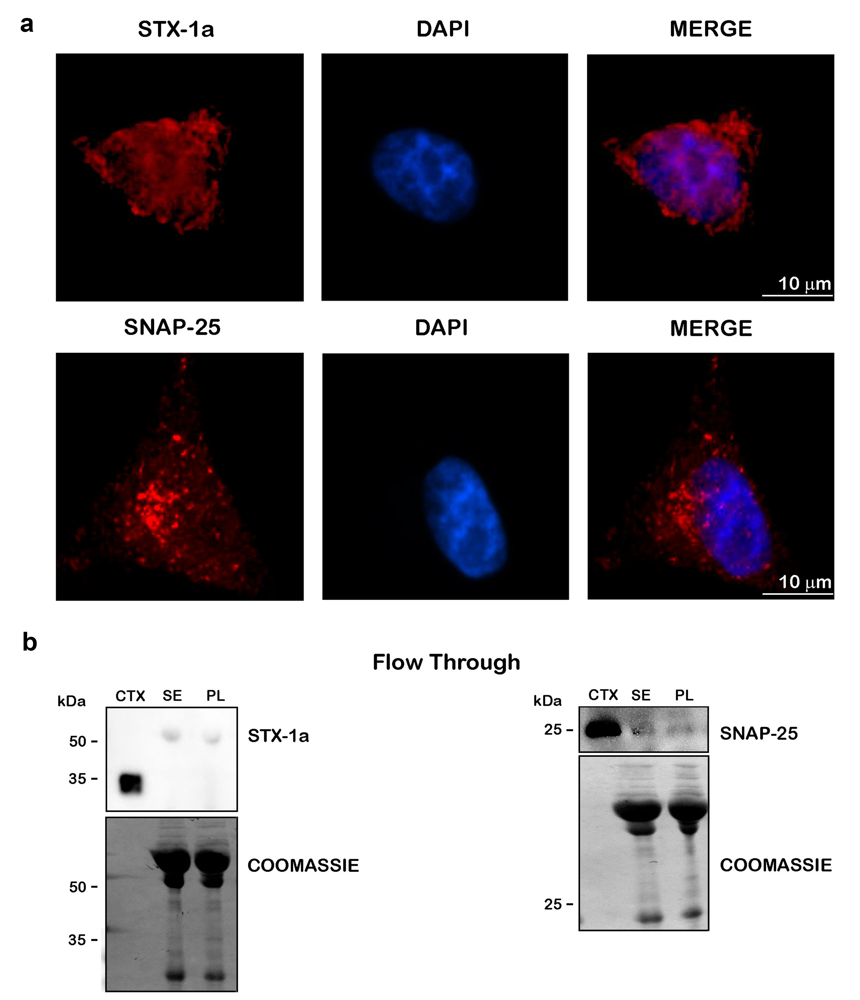 a
STX-1a DAPI MERGE
10 μm
SNAP-25 DAPI MERGE
10 μm
b
Flow Through
kDa CTX SE PL
50 -
35 -
STX-1a
50 -
35 -
COOMASSIE
kDa CTX SE PL
25 -
SNAP-25
25 -
COOMASSIE